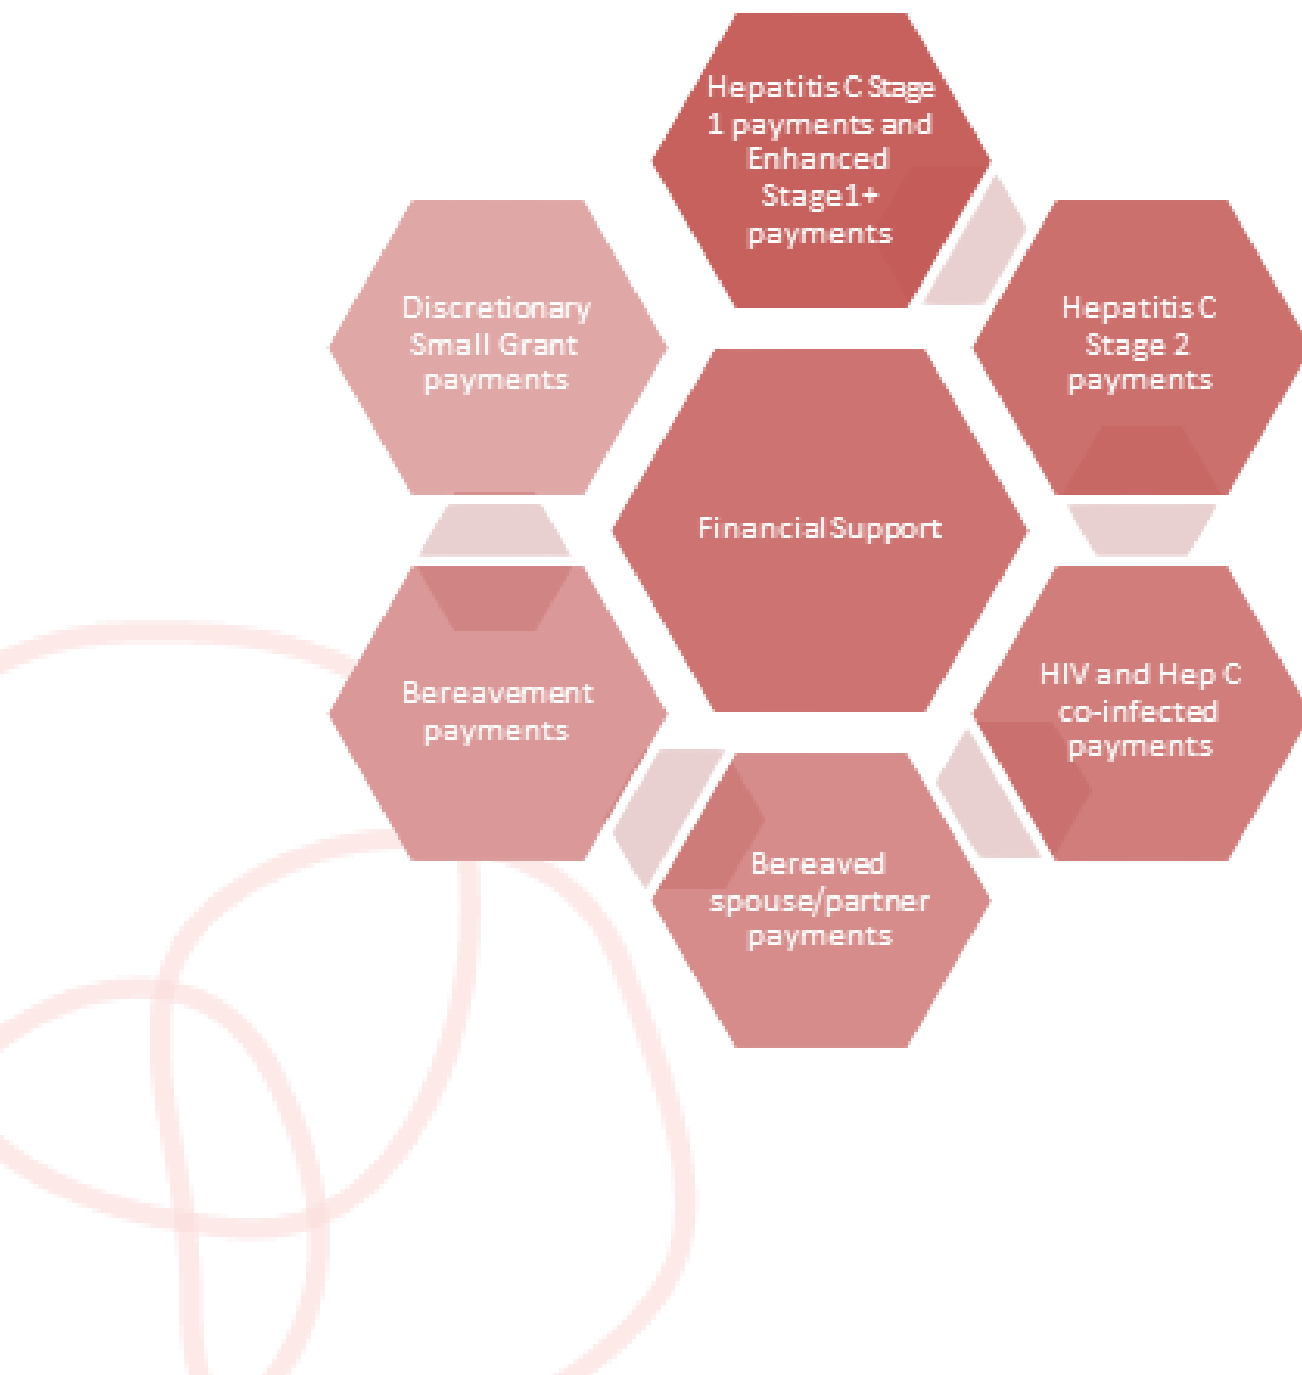 Hepatitis C Stage
1 payments and
Enhanced
Stage1+
payments
Hepatitis C
Stage 2
payments
HIV and Hep C
co-infected
payments
Bereaved
spouse/partner
payments
Bereavement
payments
Discretionary
Small Grant
payments
Financial Support